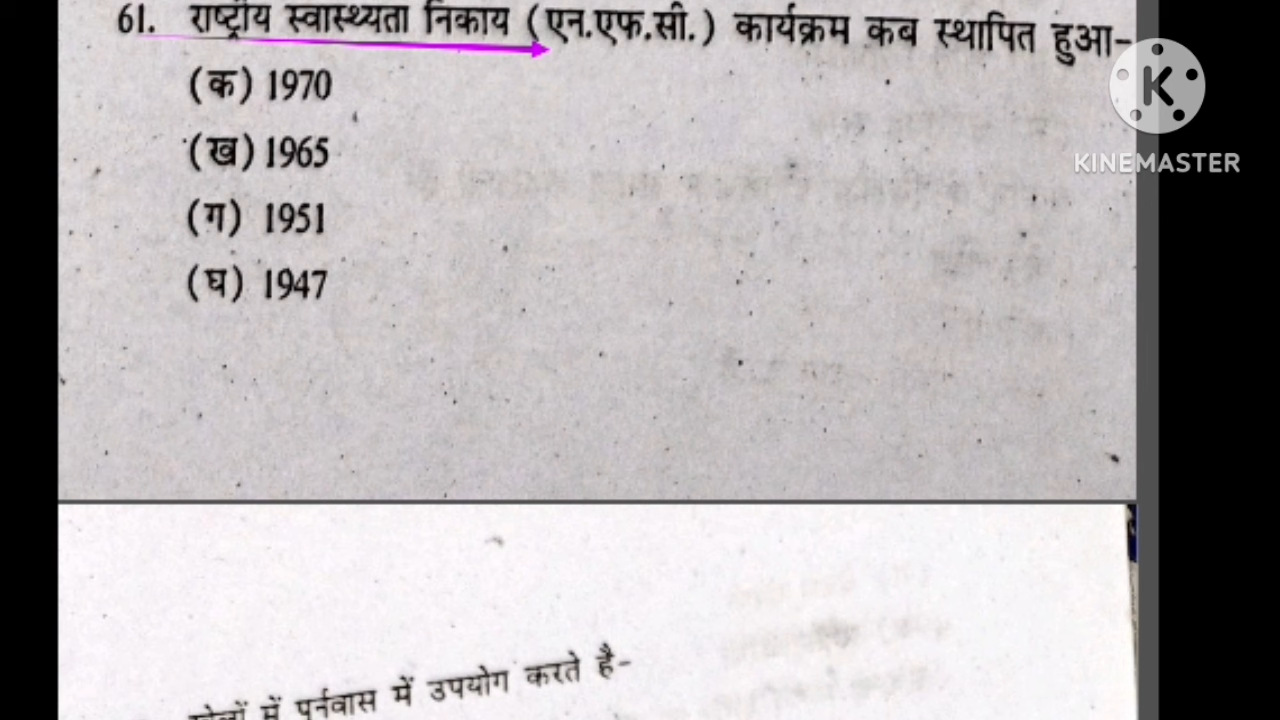 61. राष्ट्रीय स्वास्थ्यता निकाय (एन.एफ.सी.) कार्यक्रम कब स्थापित हुआ-
(क) 1970
(ख) 1965
(ग) 1951
(घ) 1947
K
KINEMASTER
में पुर्नवास में उपयोग करते है-